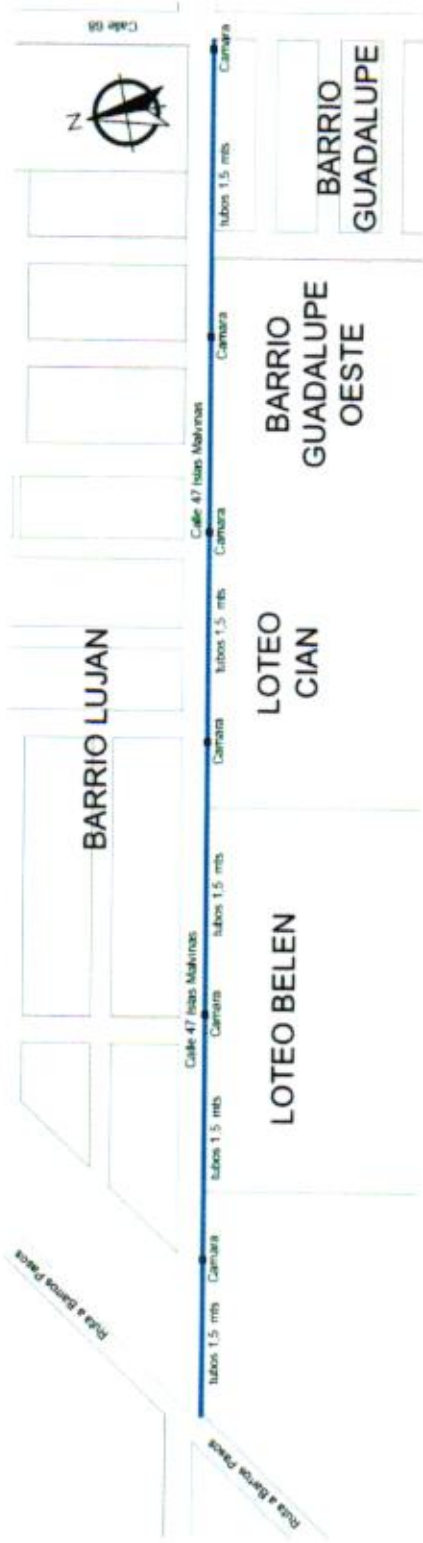 Ruta a Barros Pasos
BARRIO LUJAN
Z
Calle 68
Calle 47 Islas Malvinas
Calle 47 Islas Malvinas
tubos 1,5 mts
Camara
tubos 1,5 mts
Camara
tubos 1,5 mts
Camara
tubos 1,5 mts
Camara
Camara
tubos 1,5 mts
Camara
Ruta a Barros Pasos
LOTEO BELEN
LOTEO
CIAN
BARRIO
GUADALUPE
OESTE
BARRIO
GUADALUPE